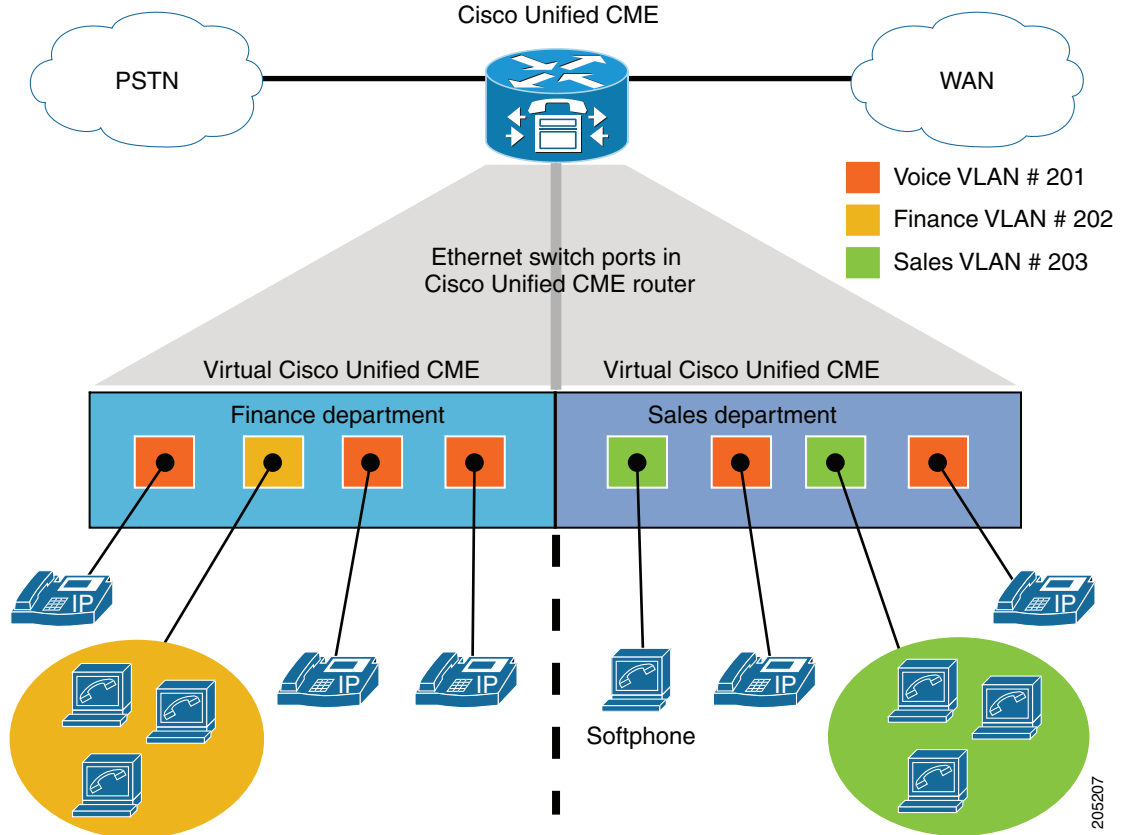 Cisco Unified CME
PSTN
WAN
Voice VLAN # 201
Finance VLAN # 202
Sales VLAN # 203
Ethernet switch ports in
Cisco Unified CME router
Virtual Cisco Unified CME
Virtual Cisco Unified CME
Finance department
Sales department
IP
IP
IP
IP
IP
Softphone
205207